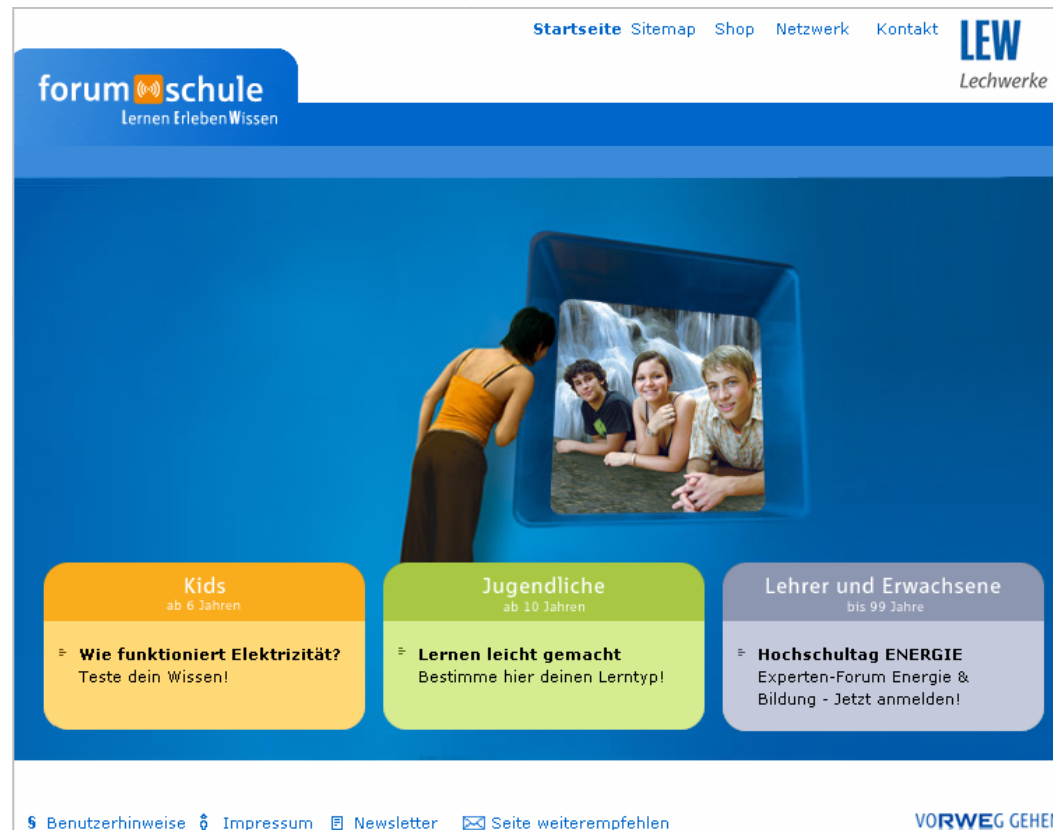 Startseite Sitemap Shop Netzwerk Kontakt
LEW
Lechwerke
forum schule
Lernen Erleben Wissen
Kids
ab 6 Jahren
Wie funktioniert Elektrizität?
Teste dein Wissen!
Jugendliche
ab 10 Jahren
Lernen leicht gemacht
Bestimme hier deinen Lerntyp!
Lehrer und Erwachsene
bis 99 Jahre
Hochschultag ENERGIE
Experten-Forum Energie &
Bildung - Jetzt anmelden!
§ Benutzerhinweise Impressum Newsletter Seite weiterempfehlen
VORWEG GEHEN